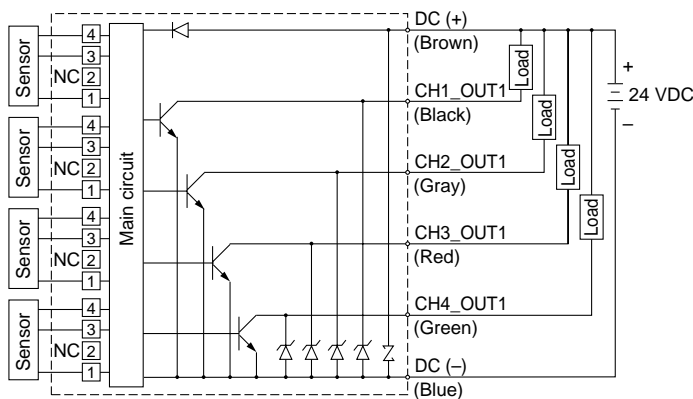 DC (+)
(Brown)
Sensor
4
3
NC 2
1
Sensor
4
3
NC 2
1
Sensor
4
3
NC 2
1
Sensor
4
3
NC 2
1
Main circuit
CH1_OUT1
(Black)
CH2_OUT1
(Gray)
CH3_OUT1
(Red)
CH4_OUT1
(Green)
DC (–)
(Blue)
Load
Load
Load
Load
+
24 VDC
–